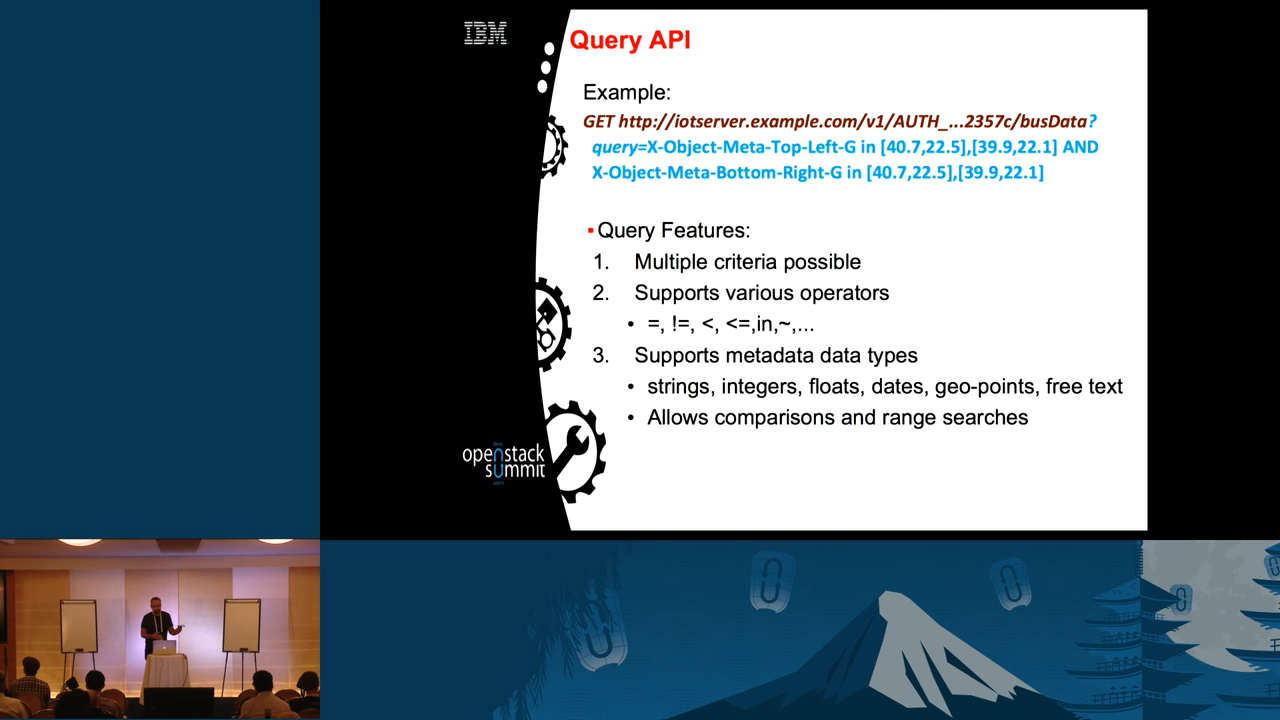 IBM
Query API
Example:
GET http://iotserver.example.com/v1/AUTH_...2357c/busData?
query=X-Object-Meta-Top-Left-G in [40.7,22.5],[39.9,22.1] AND
X-Object-Meta-Bottom-Right-G in [40.7,22.5],[39.9,22.1]
▪ Query Features:
1. Multiple criteria possible
2. Supports various operators
• =, !=, <, <=,in,~,...
3. Supports metadata data types
• strings, integers, floats, dates, geo-points, free text
• Allows comparisons and range searches
openstack
summit